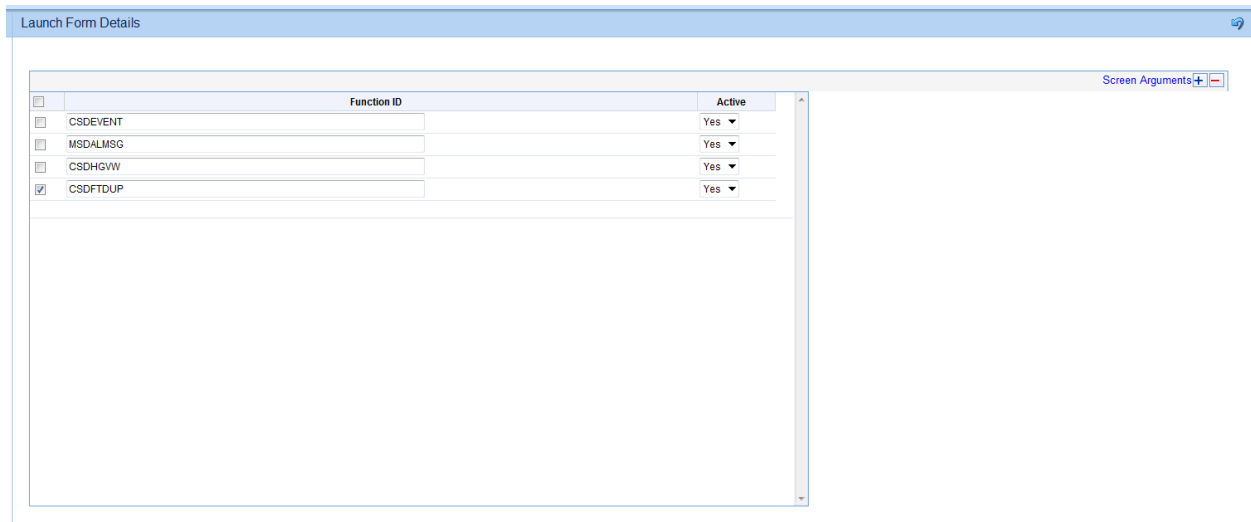 Launch Form Details
Screen Arguments
Function ID Active
CSDEVENT Yes
MSDALMSG Yes
CSDHGVW Yes
CSDFTDUP Yes